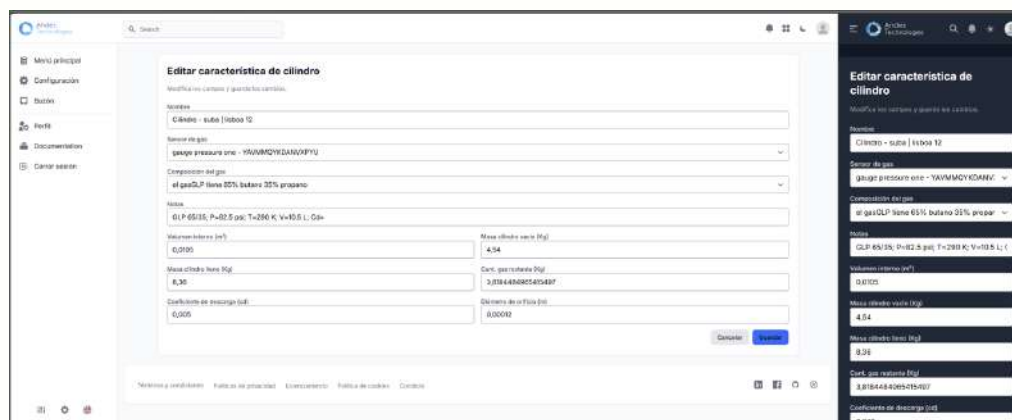 Andes
Technologies
Search
Menú principal
Configuración
Buzón
Perfil
Documentation
Cerrar sesión
Editar característica de cilindro
Modifica los campos y guarda los cambios.
Nombre
Cilindro - suba | lisboa 12
Sensor de gas
gauge pressure one - YAVMMQYKDANVXPYU
Composición del gas
el gasGLP tiene 65% butano 35% propano
Notas
GLP 65/35; P=82.5 psi; T=290 K; V=10.5 L; Cd=
Volumen interno (m³)
Masa cilindro vacío (Kg)
0,0105
4,54
Masa cilindro lleno (Kg)
Cant. gas restante (Kg)
8,36
3,8184484965415497
Coeficiente de descarga (cd)
Diámetro de orificio (m)
0,005
0,00012
Cancelar
Guardar
Términos y condiciones
Políticas de privacidad
Licenciamiento
Política de cookies
Contacto
Andes
Technologies
Editar característica de
cilindro
Modifica los campos y guarda los cambios.
Nombre
Cilindro - suba | lisboa 12
Sensor de gas
gauge pressure one - YAVMMQYKDANV
Composición del gas
el gasGLP tiene 65% butano 35% propar
Notas
GLP 65/35; P=82.5 psi; T=290 K; V=10.5 L; (
Volumen interno (m³)
0,0105
Masa cilindro vacío (Kg)
4,54
Masa cilindro lleno (Kg)
8,36
Cant. gas restante (Kg)
3,8184484965415497
Coeficiente de descarga (cd)